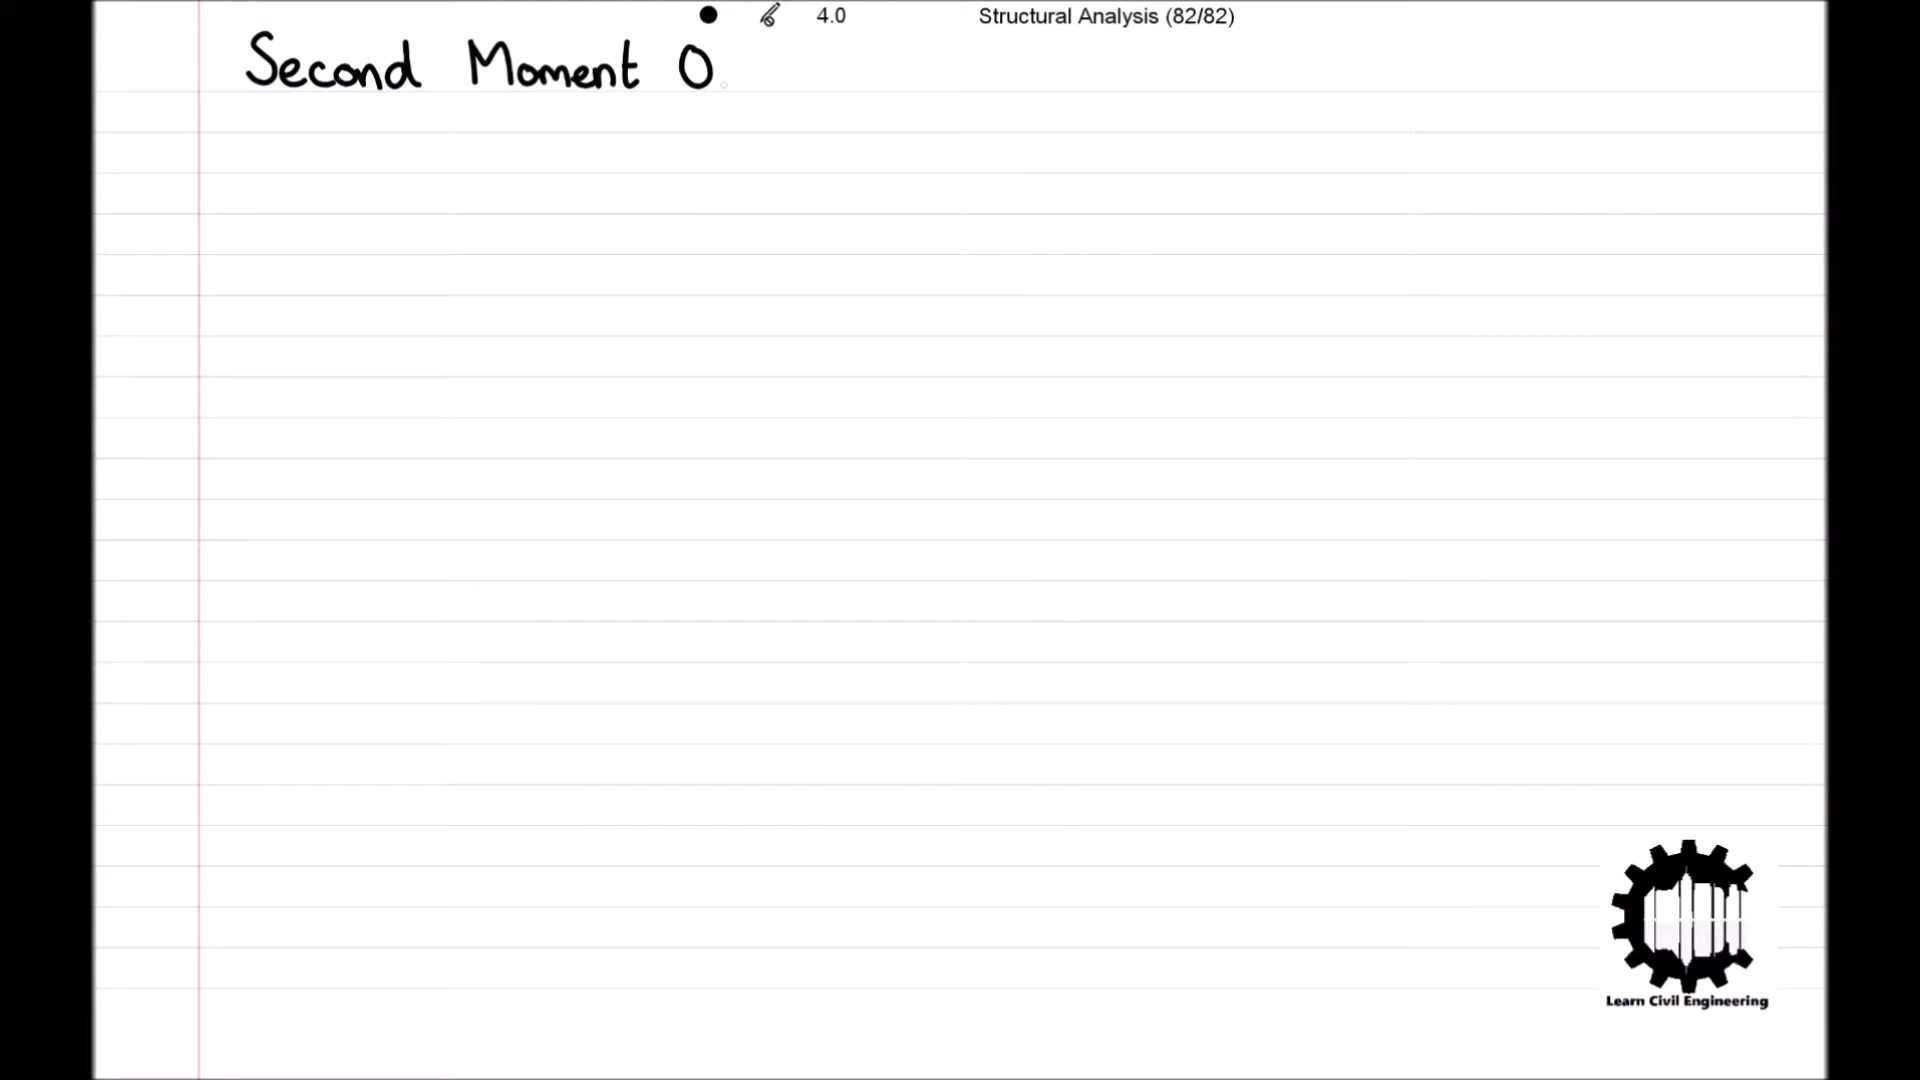 4.0 Structural Analysis (82/82)
Second Moment O
Learn Civil Engineering